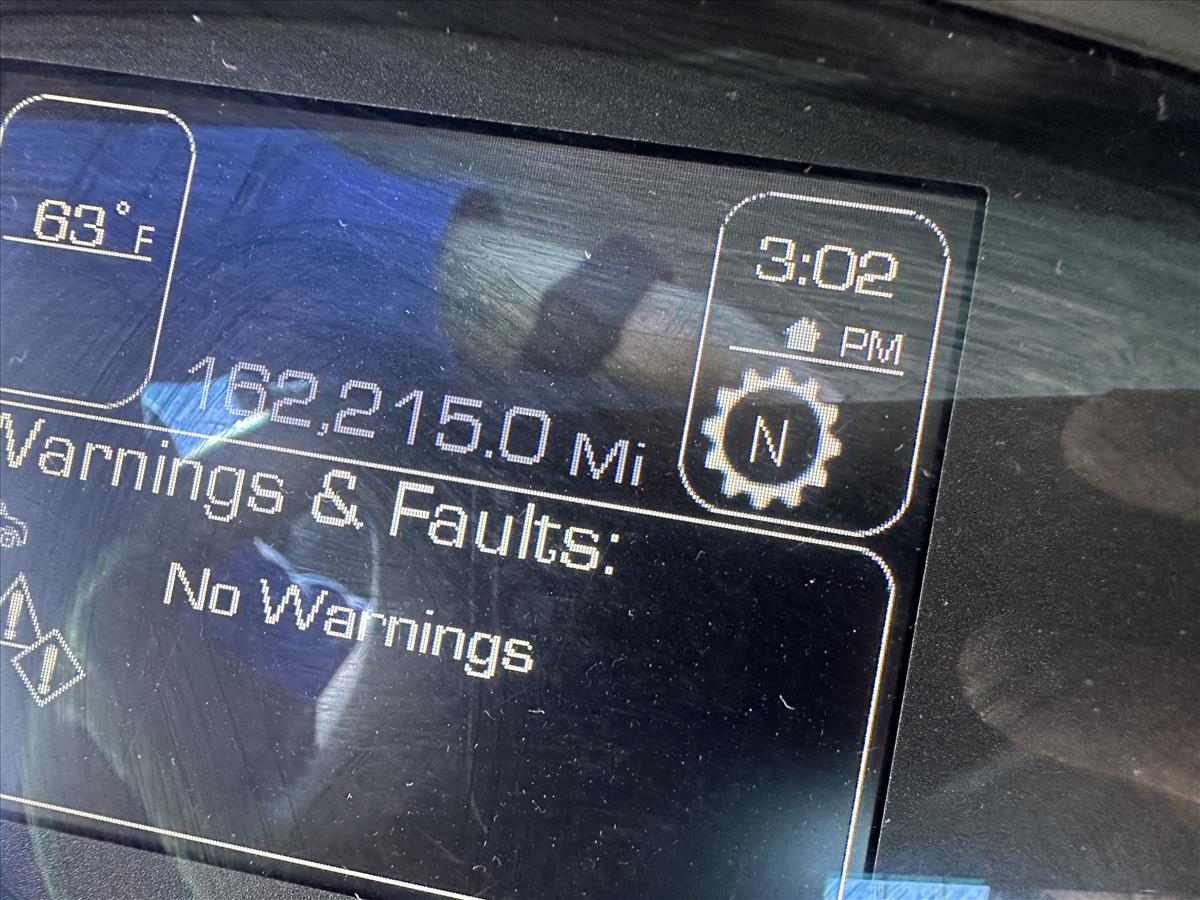 63°F
3:02
PM
162,215.0 Mi
N
Warnings & Faults:
No Warnings